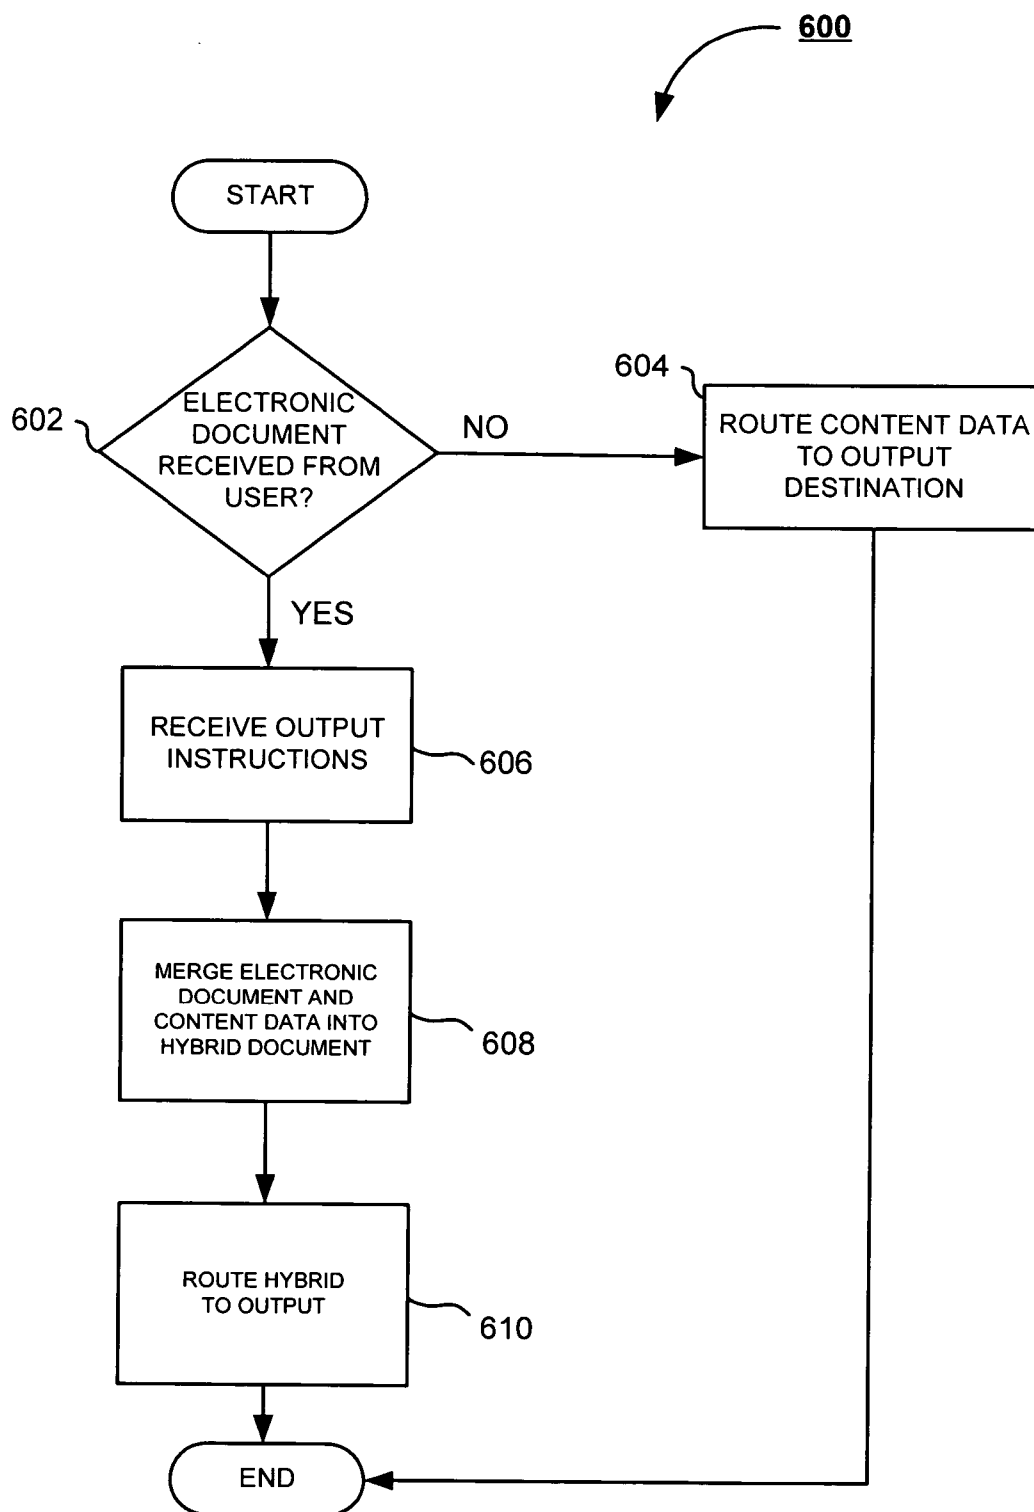 600
START
602
ELECTRONIC
DOCUMENT
RECEIVED FROM
USER?
NO
604
ROUTE CONTENT DATA
TO OUTPUT
DESTINATION
YES
RECEIVE OUTPUT
INSTRUCTIONS
606
MERGE ELECTRONIC
DOCUMENT AND
CONTENT DATA INTO
HYBRID DOCUMENT
608
ROUTE HYBRID
TO OUTPUT
610
END